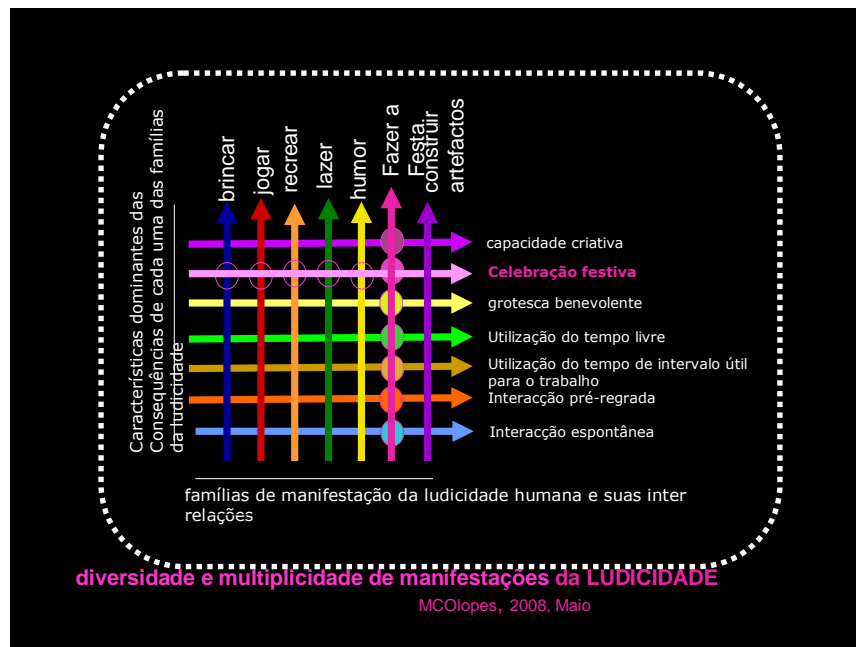 Características dominantes das
Consequências de cada uma das famílias
da ludicidade
brincar
jogar
recrear
lazer
humor
Fazer a
Festa
construir
artefactos
capacidade criativa
Celebração festiva
grotesca benevolente
Utilização do tempo livre
Utilização do tempo de intervalo útil
para o trabalho
Interacção pré-regrada
Interacção espontânea
famílias de manifestação da ludicidade humana e suas inter
relações
diversidade e multiplicidade de manifestações da LUDICIDADE
MCOlopes, 2008, Maio